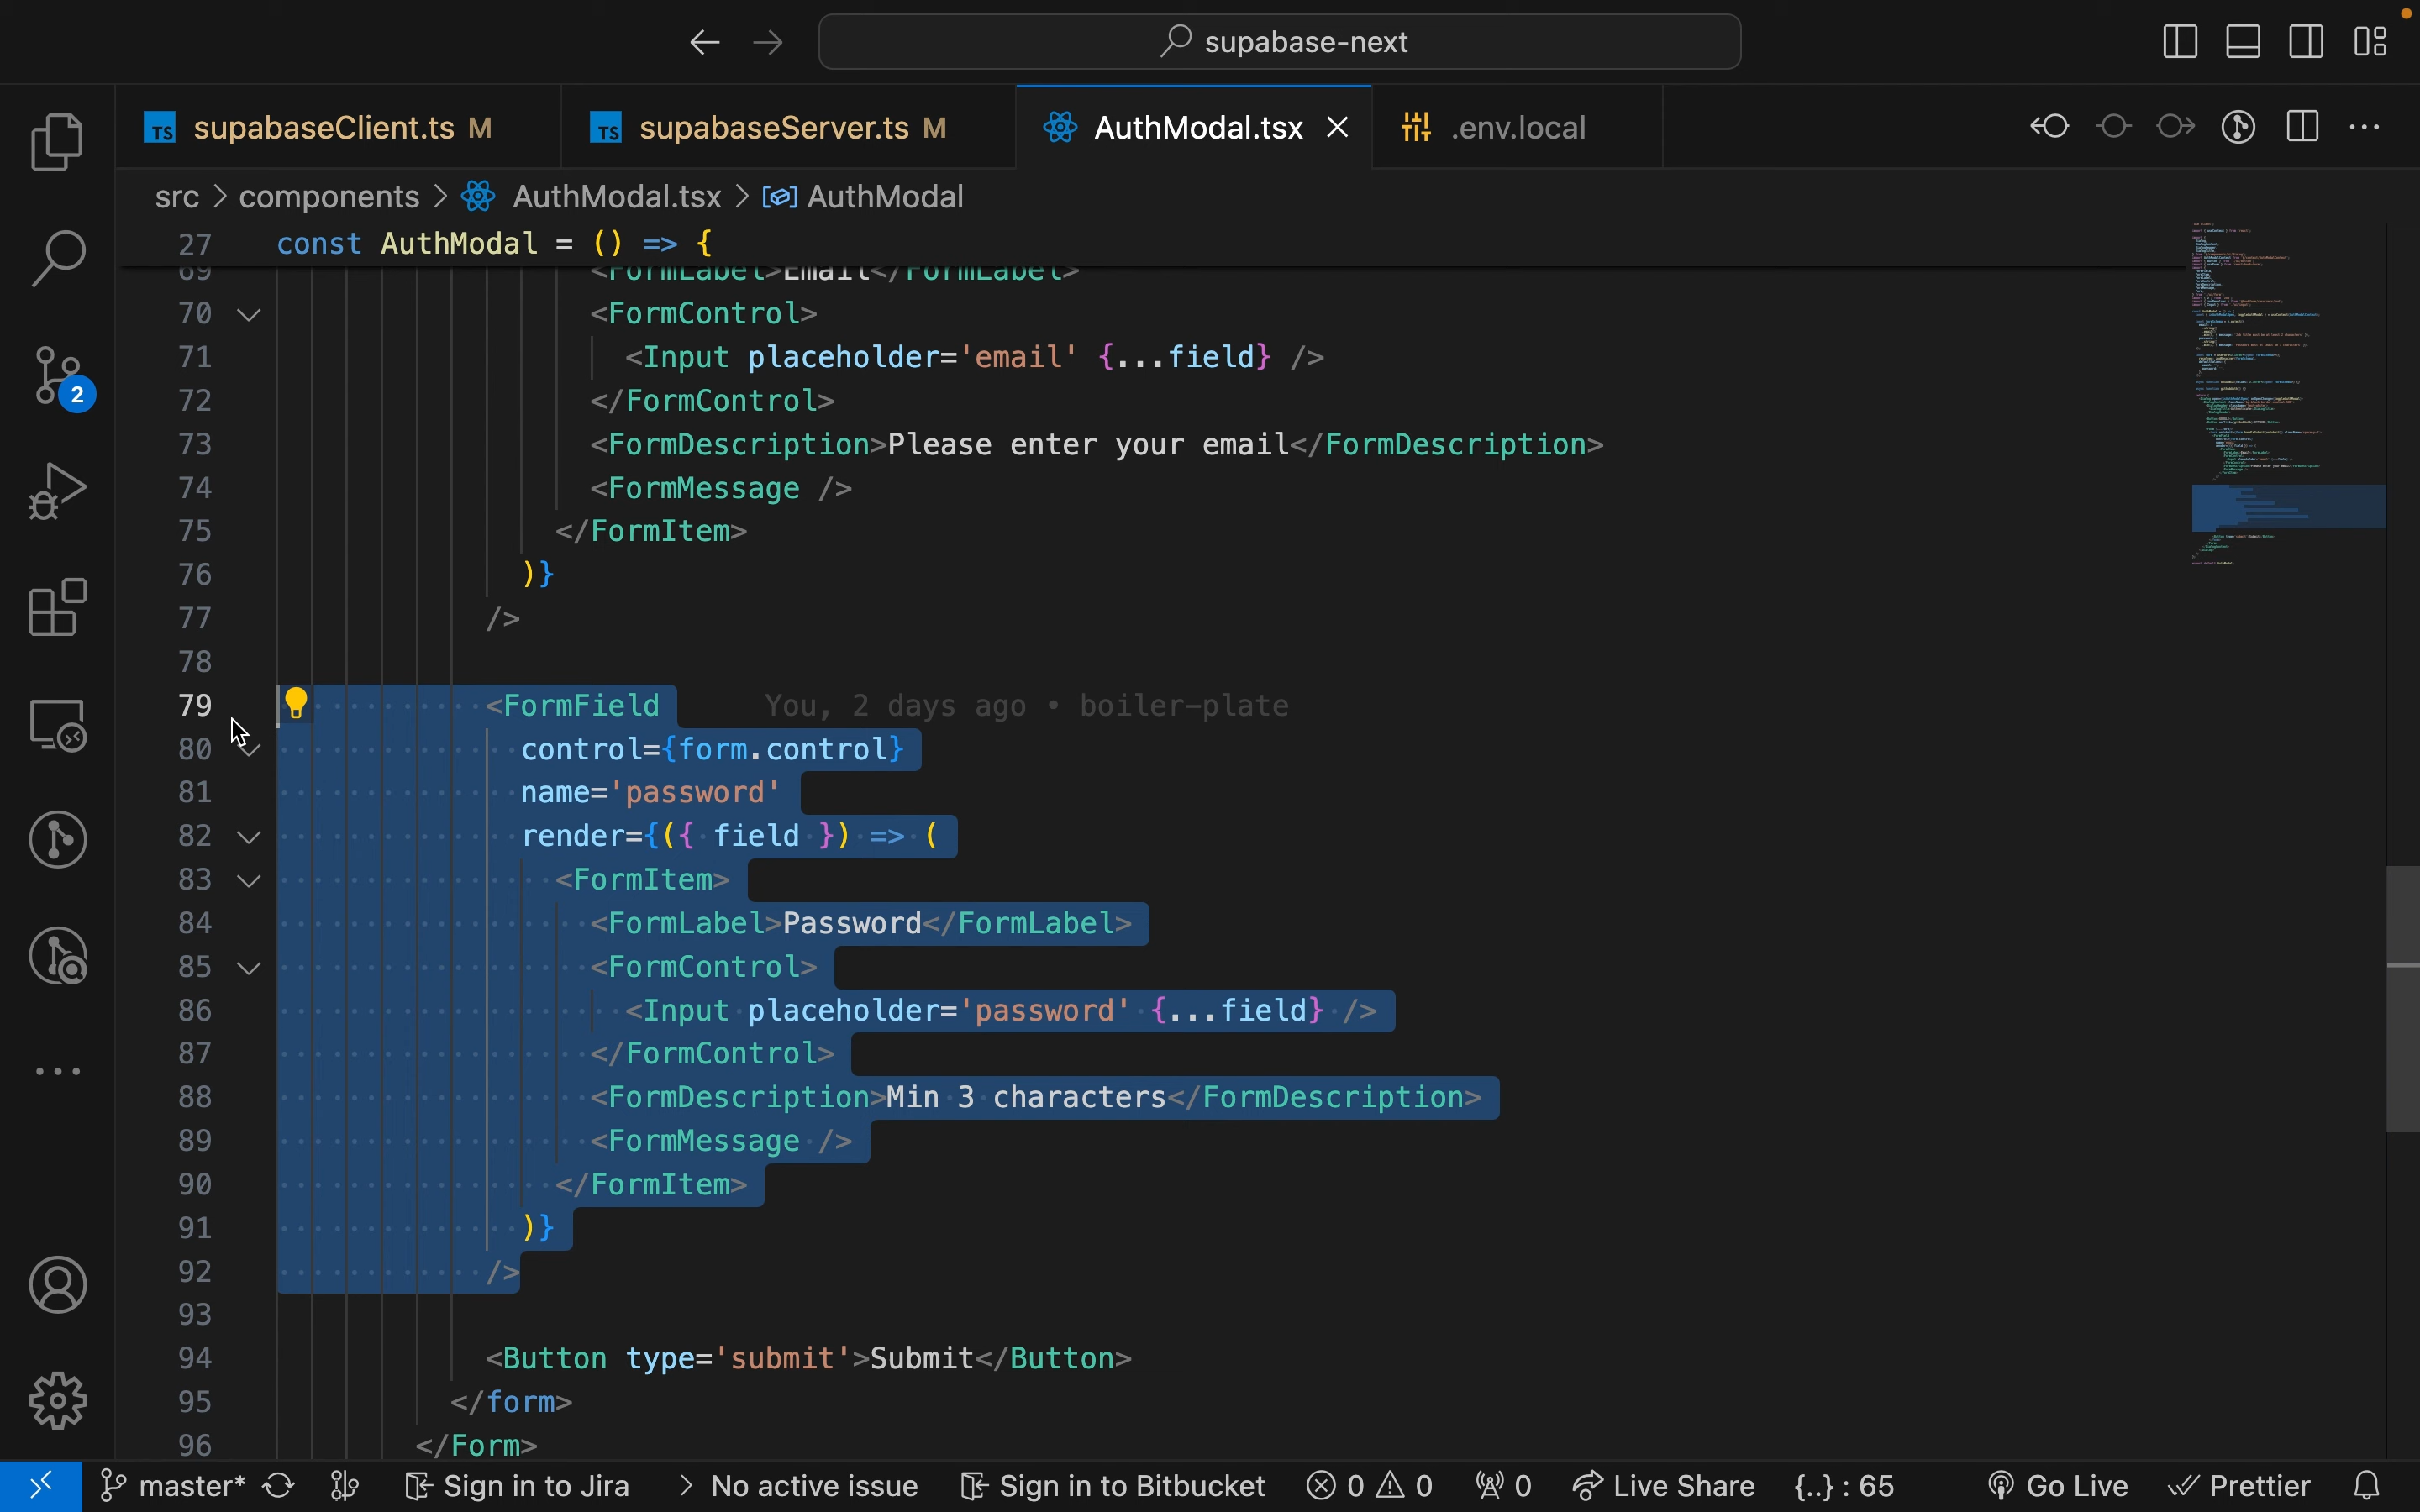 supabase-next
supabaseClient.ts M
supabaseServer.ts M
AuthModal.tsx
.env.local
src > components > AuthModal.tsx > AuthModal
27 const AuthModal = () => {
69 <FormLabel>Email</FormLabel>
70 <FormControl>
71 <Input placeholder='email' {...field} />
72 </FormControl>
73 <FormDescription>Please enter your email</FormDescription>
74 <FormMessage />
75 </FormItem>
76 )}
77 />
78
79 <FormField You, 2 days ago • boiler-plate
80 control={form.control}
81 name='password'
82 render={({ field }) => (
83 <FormItem>
84 <FormLabel>Password</FormLabel>
85 <FormControl>
86 <Input placeholder='password' {...field} />
87 </FormControl>
88 <FormDescription>Min 3 characters</FormDescription>
89 <FormMessage />
90 </FormItem>
91 )}
92 />
93
94 <Button type='submit'>Submit</Button>
95 </form>
96 </Form>
2
master* Sign in to Jira > No active issue Sign in to Bitbucket 0 0 0 Live Share {..} : 65 Go Live Prettier